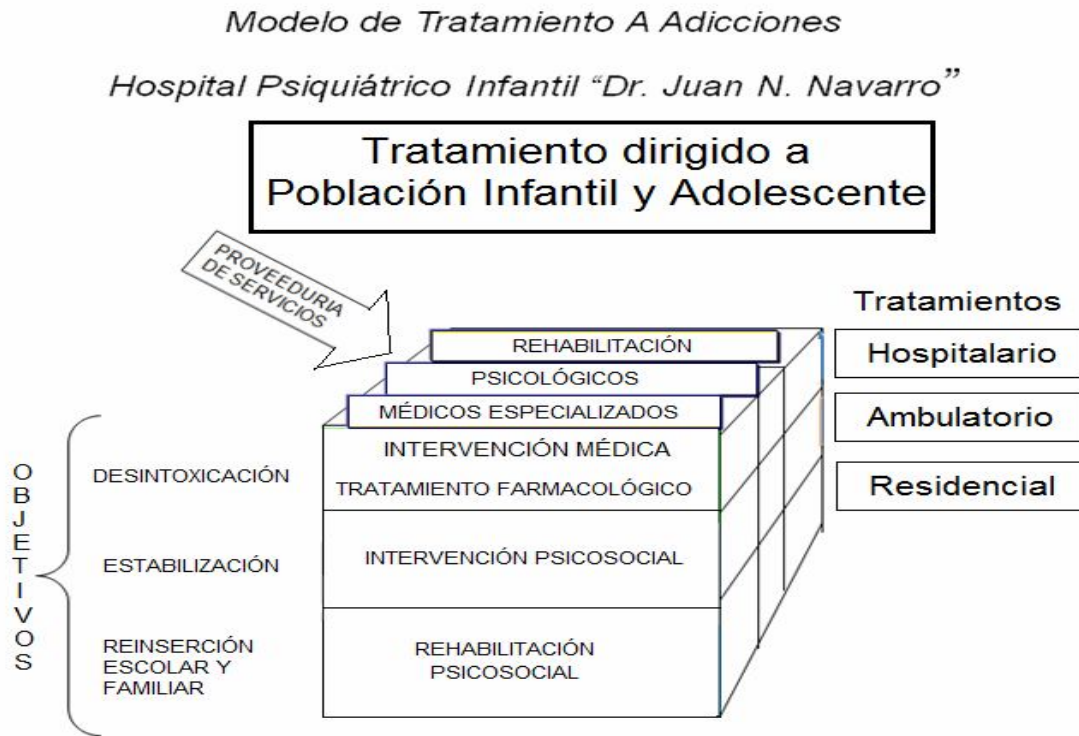 Modelo de Tratamiento A Adicciones
Hospital Psiquiátrico Infantil “Dr. Juan N. Navarro”
Tratamiento dirigido a
Población Infantil y Adolescente
PROVEEDURIA
DE SERVICIOS
REHABILITACIÓN
PSICOLÓGICOS
MÉDICOS ESPECIALIZADOS
Tratamientos
Hospitalario
Ambulatorio
Residencial
OBJETIVOS
DESINTOXICACIÓN
INTERVENCIÓN MÉDICA
TRATAMIENTO FARMACOLÓGICO
ESTABILIZACIÓN
INTERVENCIÓN PSICOSOCIAL
REINSERCIÓN
ESCOLAR Y
FAMILIAR
REHABILITACIÓN
PSICOSOCIAL